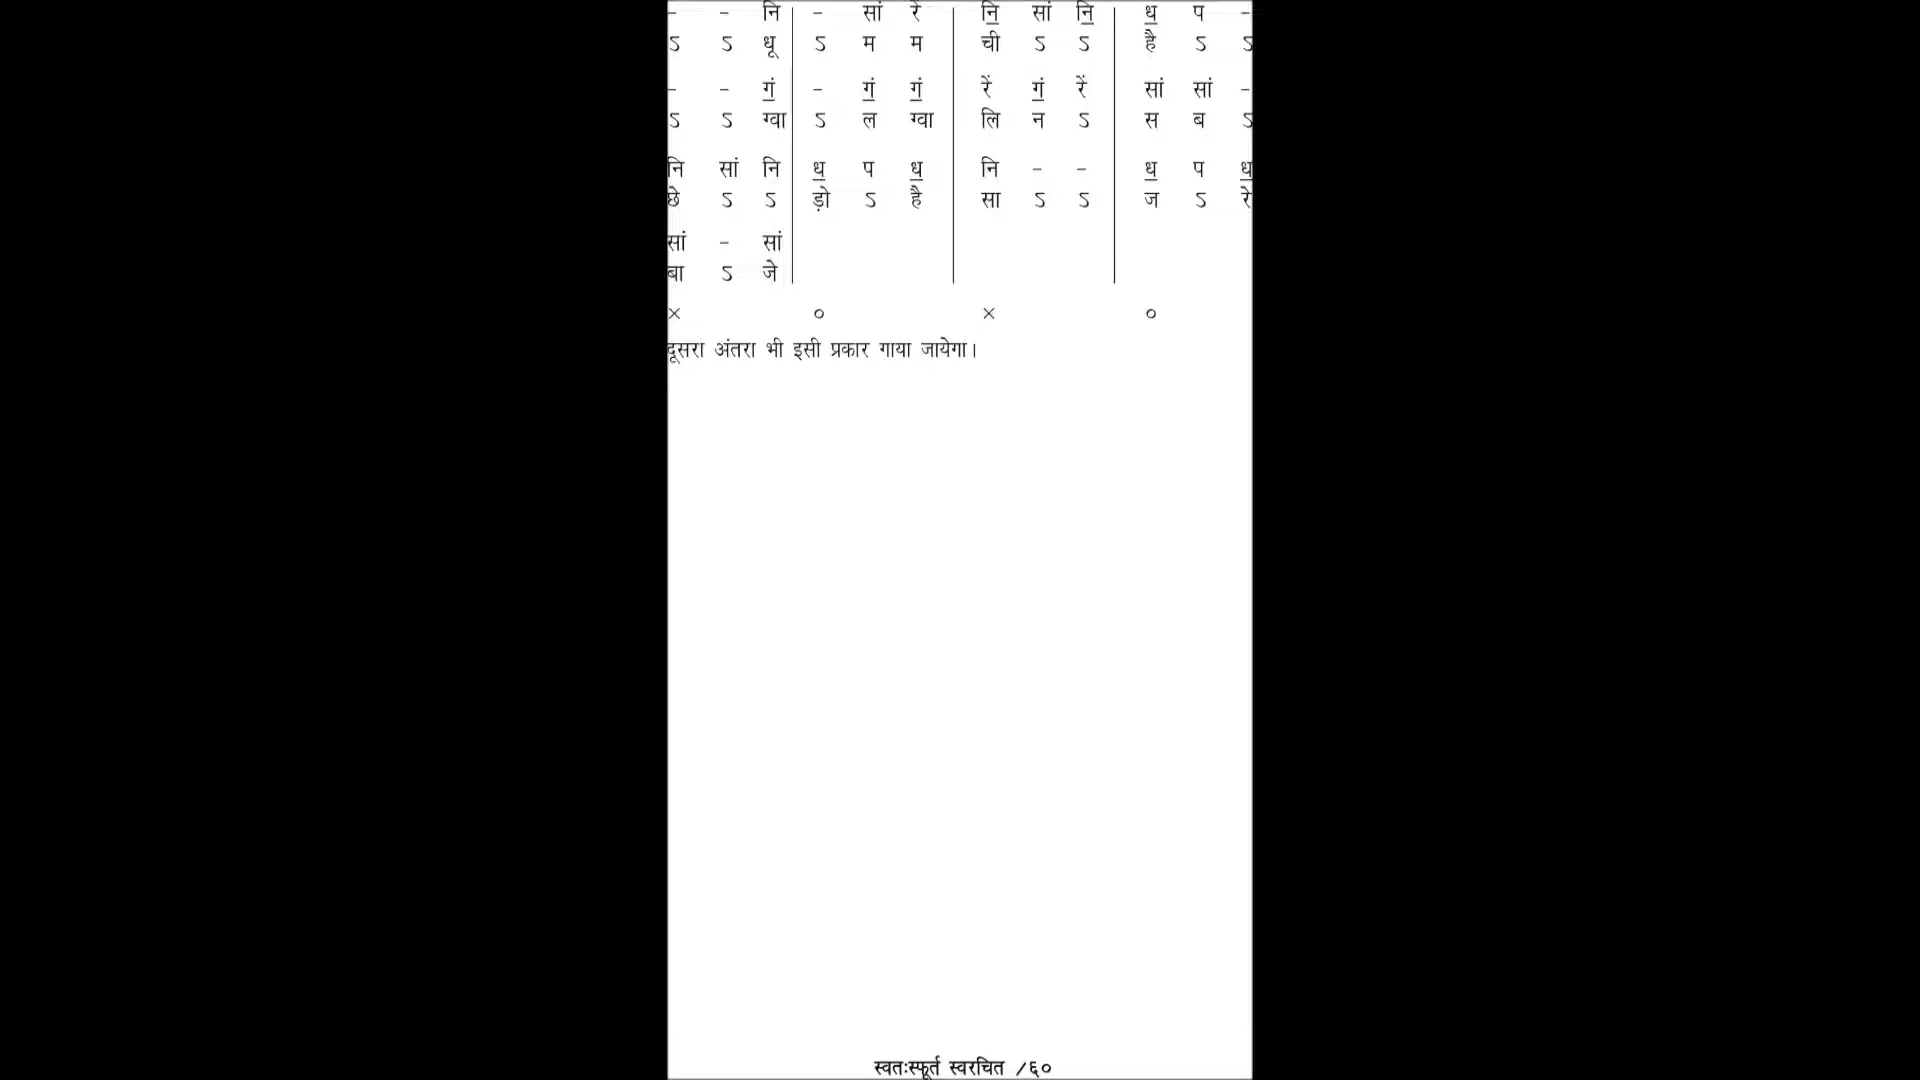 - - नि | - सां रें | नि॒ सां नि॒ | ध॒ प -
ऽ ऽ धू | ऽ म म | ची ऽ ऽ | है ऽ ऽ
- - गं॒ | - गं॒ गं॒ | रें गं॒ रें | सां सां -
ऽ ऽ ग्वा | ऽ ल ग्वा | लि न ऽ | स ब ऽ
नि सां नि | ध॒ प ध॒ | नि - - | ध॒ प ध॒
छे ऽ ऽ | ड़ो ऽ है | सा ऽ ऽ | ज ऽ रे
सां - सां
बा ऽ जे
× ० × ०
दूसरा अंतरा भी इसी प्रकार गाया जायेगा।
स्वतःस्फूर्त स्वरचित /६०